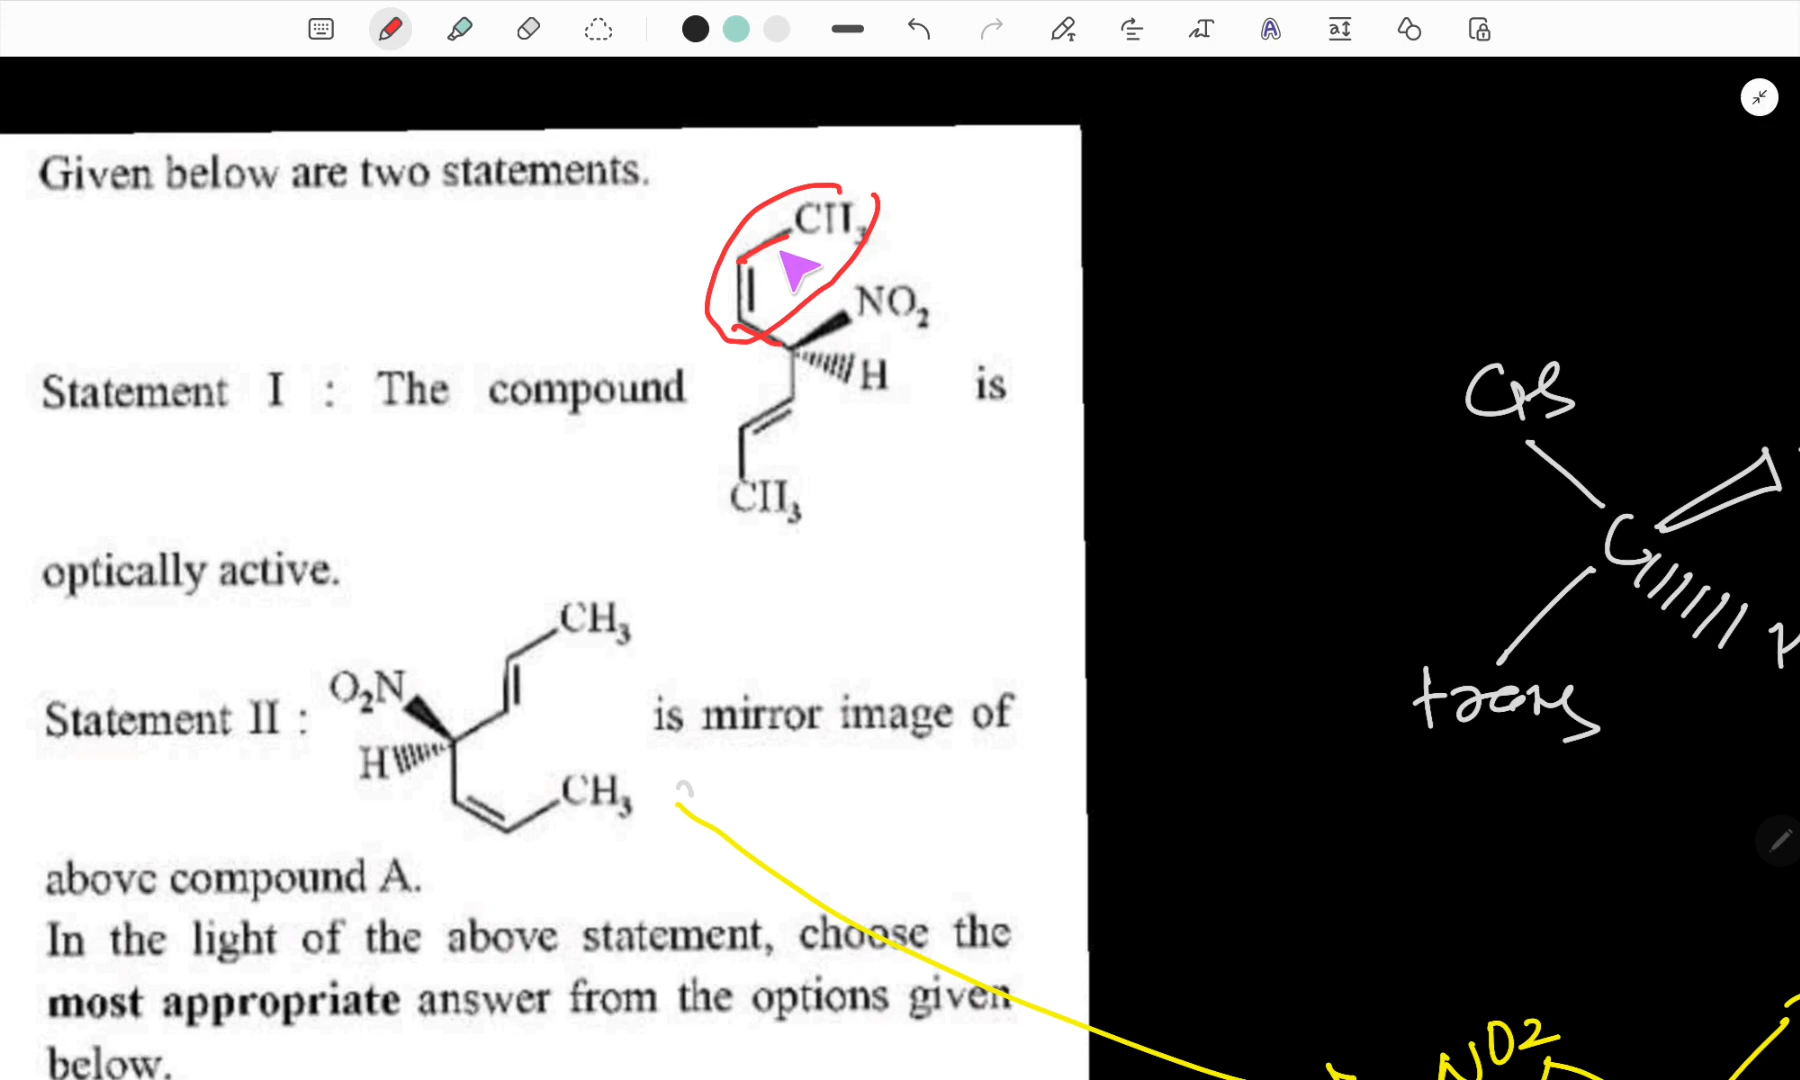 Given below are two statements.
CH₃
NO₂
H
Statement I : The compound is
CH₃
optically active.
CH₃
O₂N
Statement II : is mirror image of
H
CH₃
above compound A.
In the light of the above statement, choose the
most appropriate answer from the options given
below.
Cis
C
trans
NO2